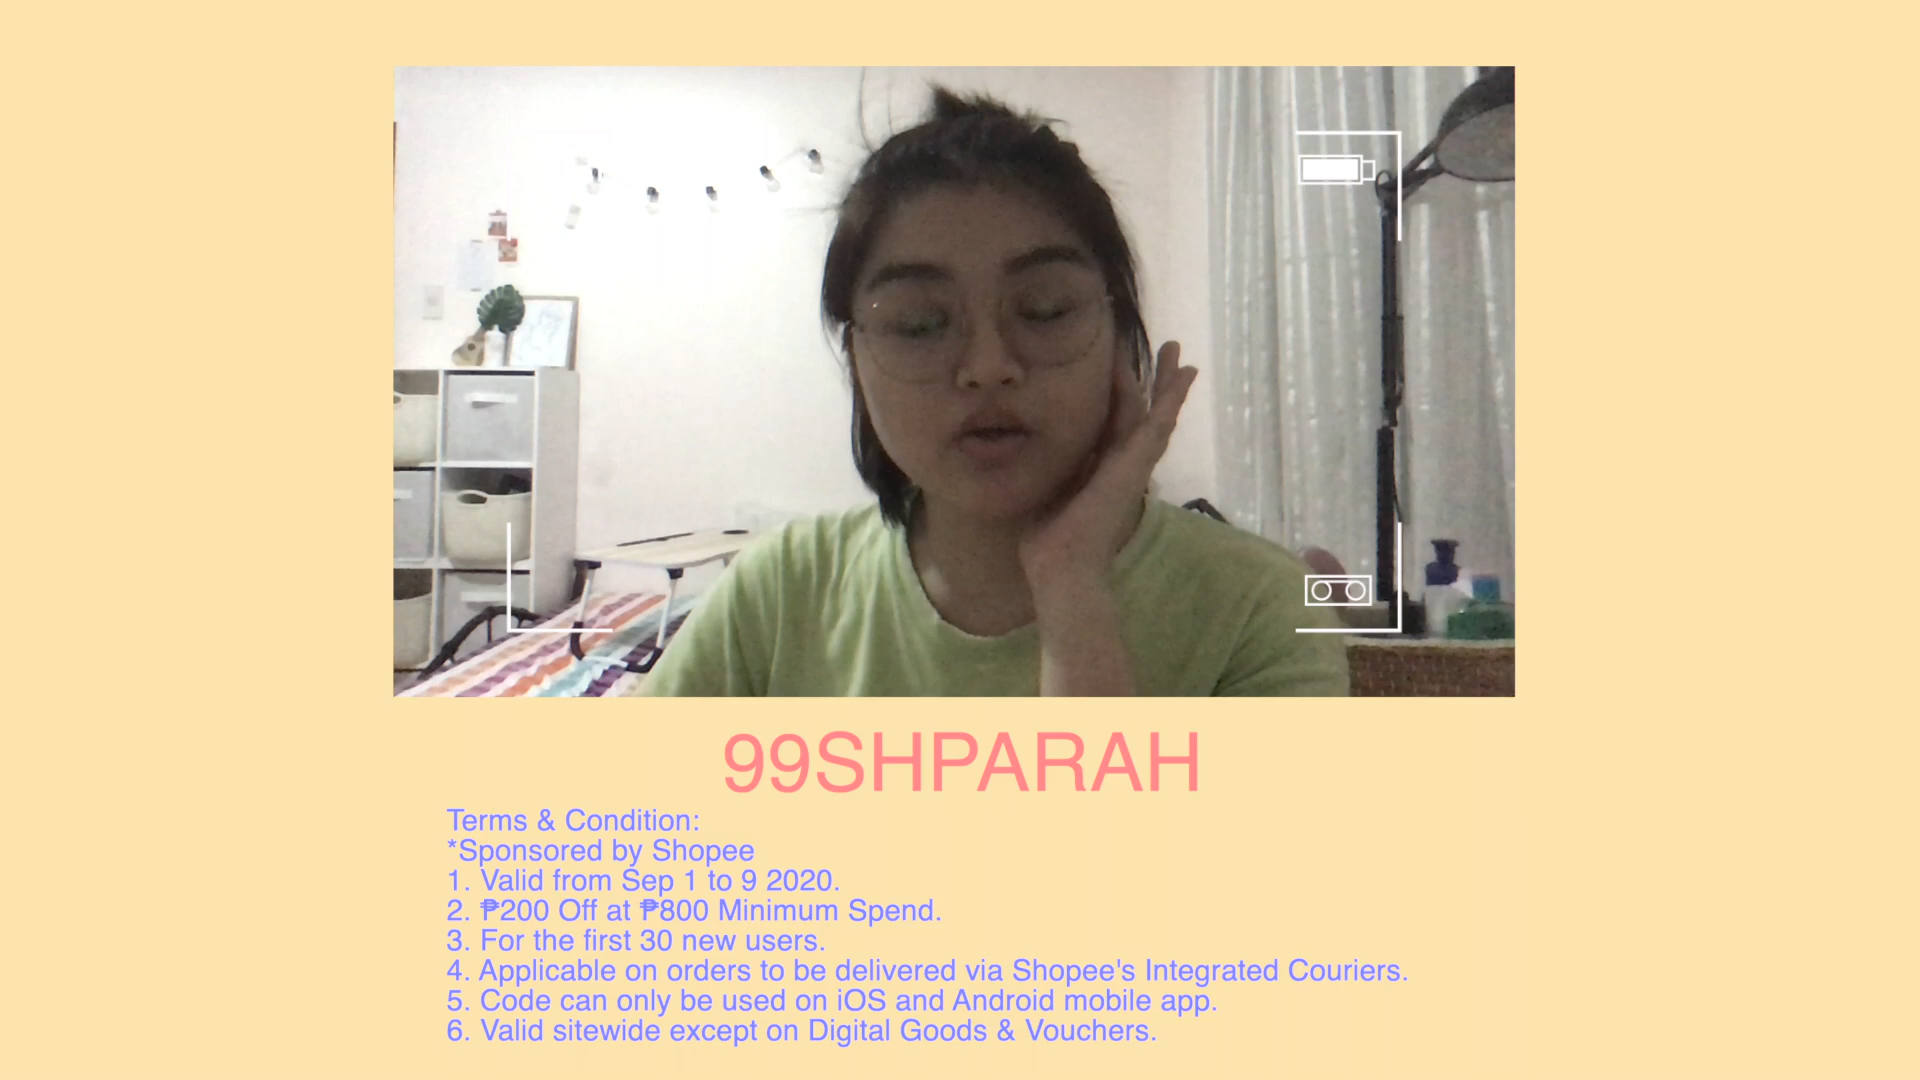 99SHPARAH
Terms & Condition:
*Sponsored by Shopee
1. Valid from Sep 1 to 9 2020.
2. ₱200 Off at ₱800 Minimum Spend.
3. For the first 30 new users.
4. Applicable on orders to be delivered via Shopee's Integrated Couriers.
5. Code can only be used on iOS and Android mobile app.
6. Valid sitewide except on Digital Goods & Vouchers.